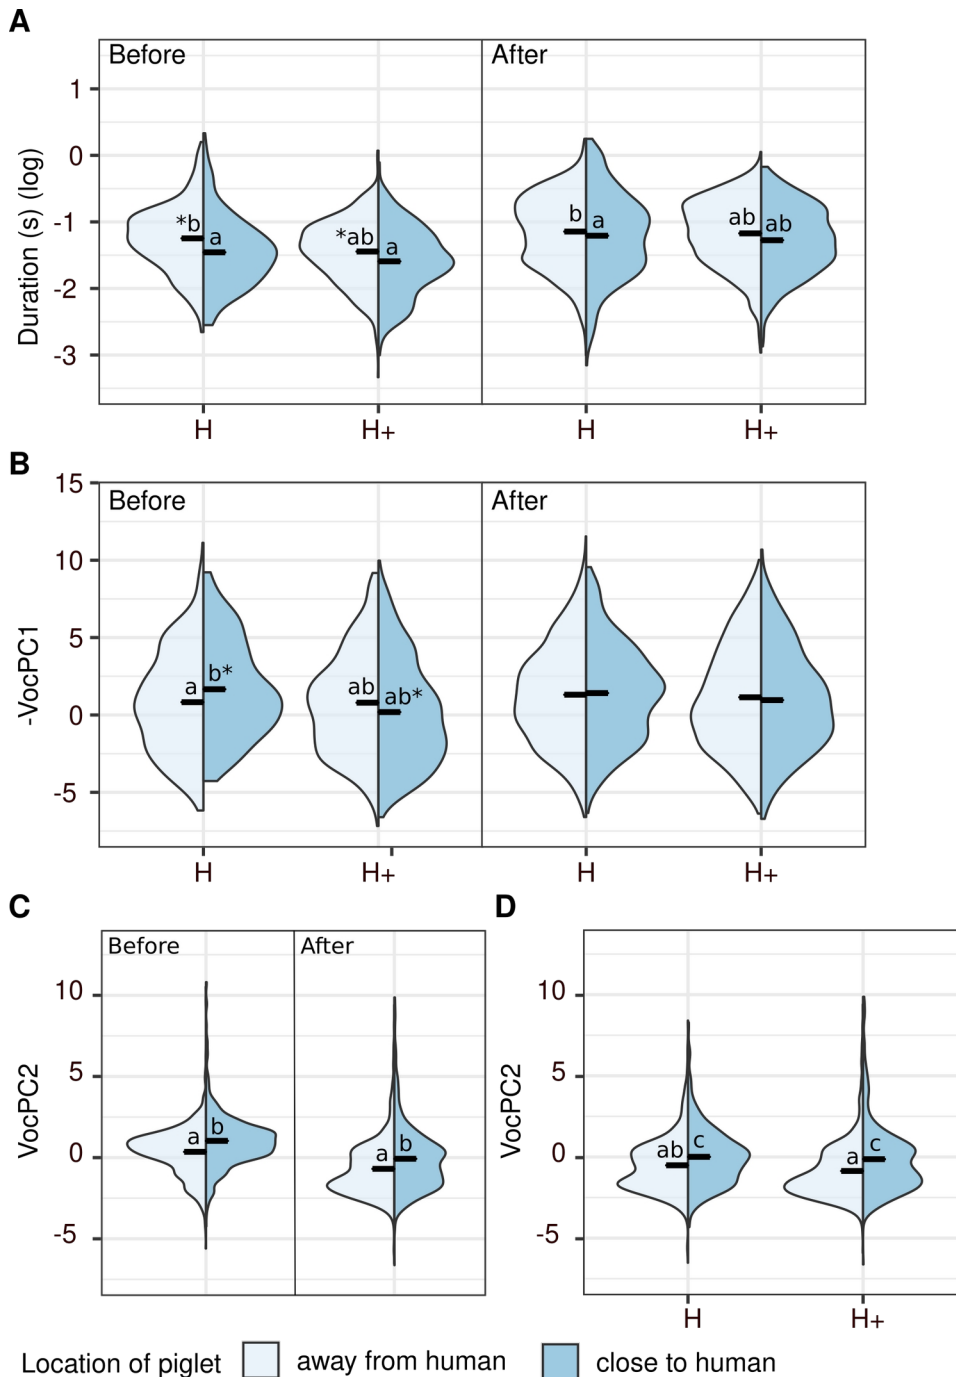 A
Before After
Duration (s) (log)
1
0
-1
-2
-3
*b a *ab a b a ab ab
H H+ H H+
B
Before After
-VocPC1
15
10
5
0
-5
a b* ab ab*
H H+ H H+
C
Before After
VocPC2
10
5
0
-5
a b a b
D
VocPC2
10
5
0
-5
ab c a c
H H+
Location of piglet away from human close to human